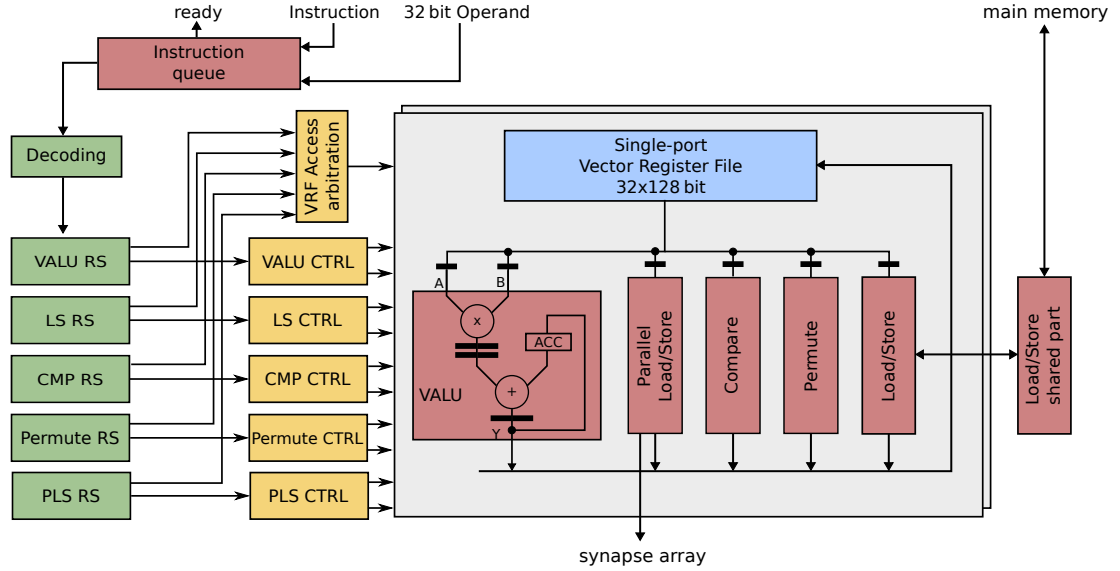 ready
Instruction
32 bit Operand
main memory
Instruction
queue
Decoding
VRF Access
arbitration
Single-port
Vector Register File
32x128 bit
VALU RS
VALU CTRL
LS RS
LS CTRL
CMP RS
CMP CTRL
Permute RS
Permute CTRL
PLS RS
PLS CTRL
A
B
x
ACC
+
VALU
Y
Parallel
Load/Store
Compare
Permute
Load/Store
Load/Store
shared part
synapse array